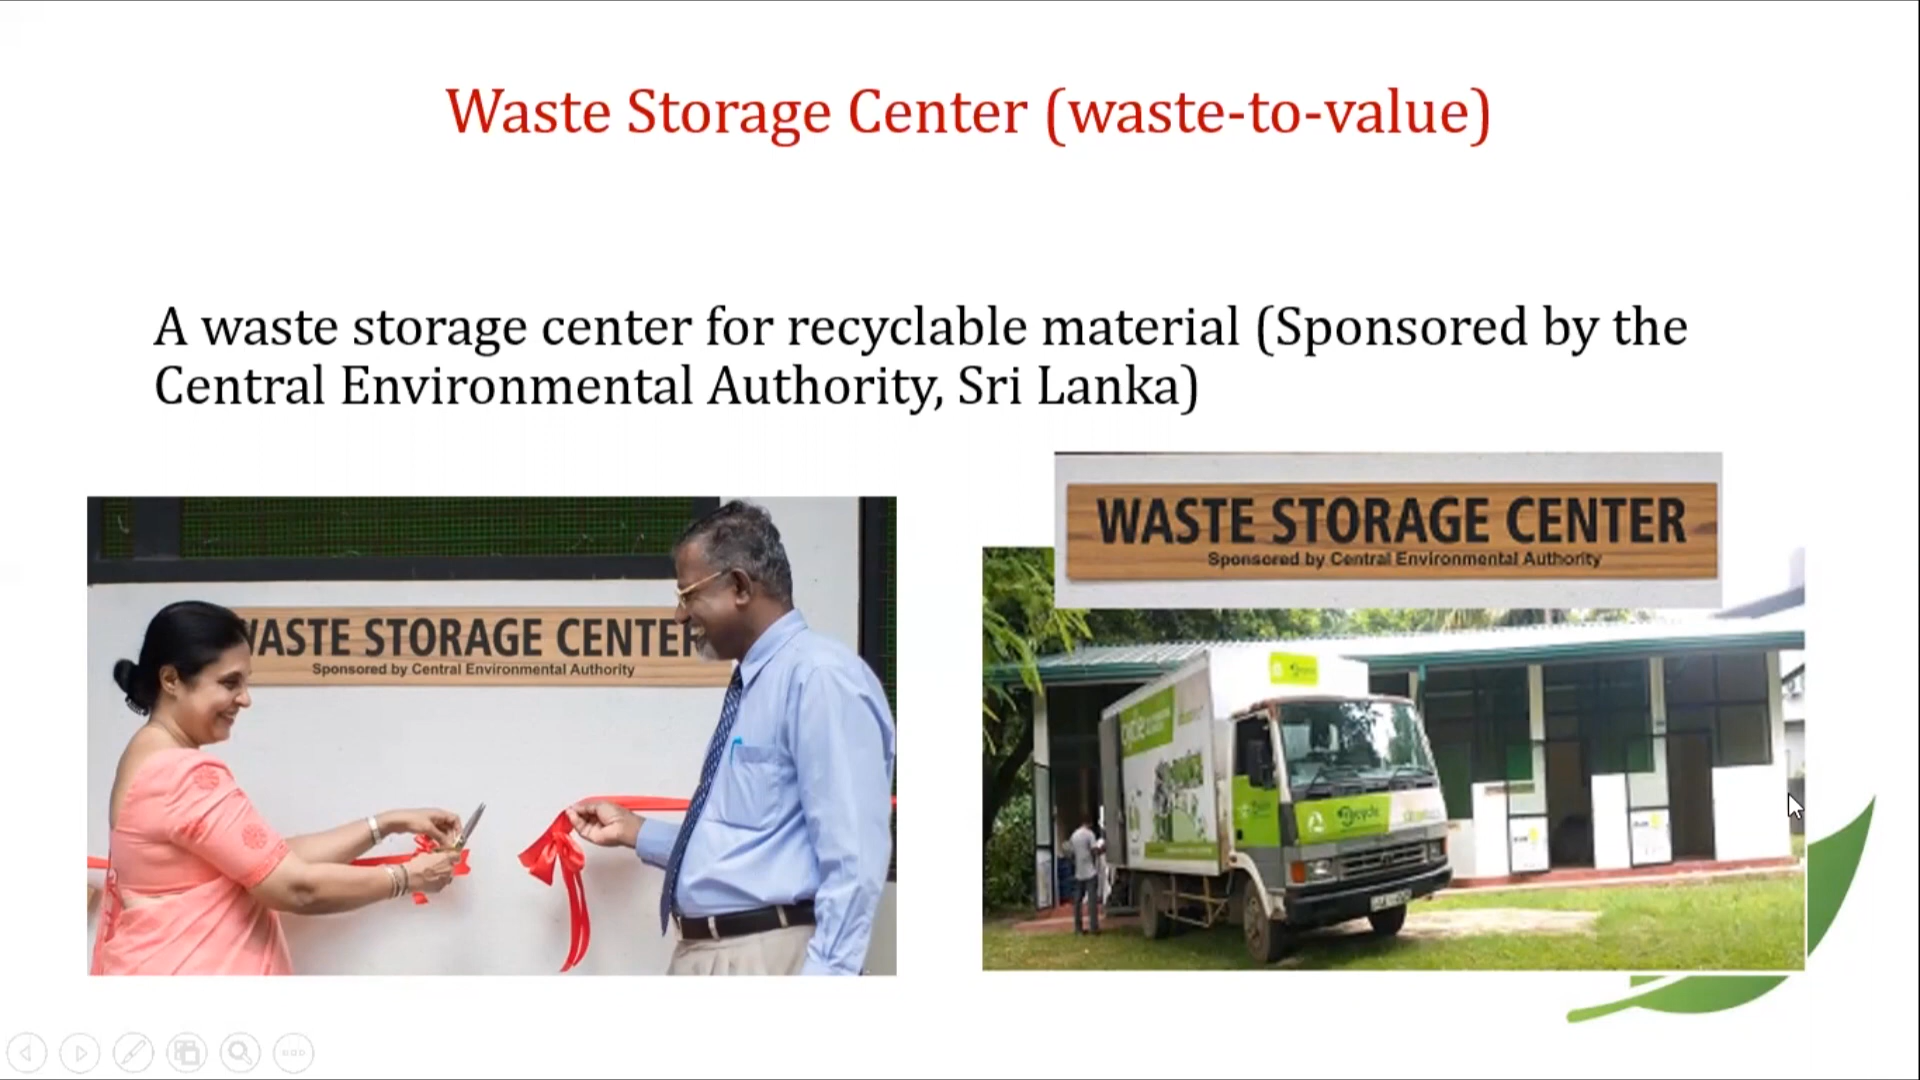 Waste Storage Center (waste-to-value)
A waste storage center for recyclable material (Sponsored by the
Central Environmental Authority, Sri Lanka)
WASTE STORAGE CENTER
Sponsored by Central Environmental Authority
WASTE STORAGE CENTER
Sponsored by Central Environmental Authority